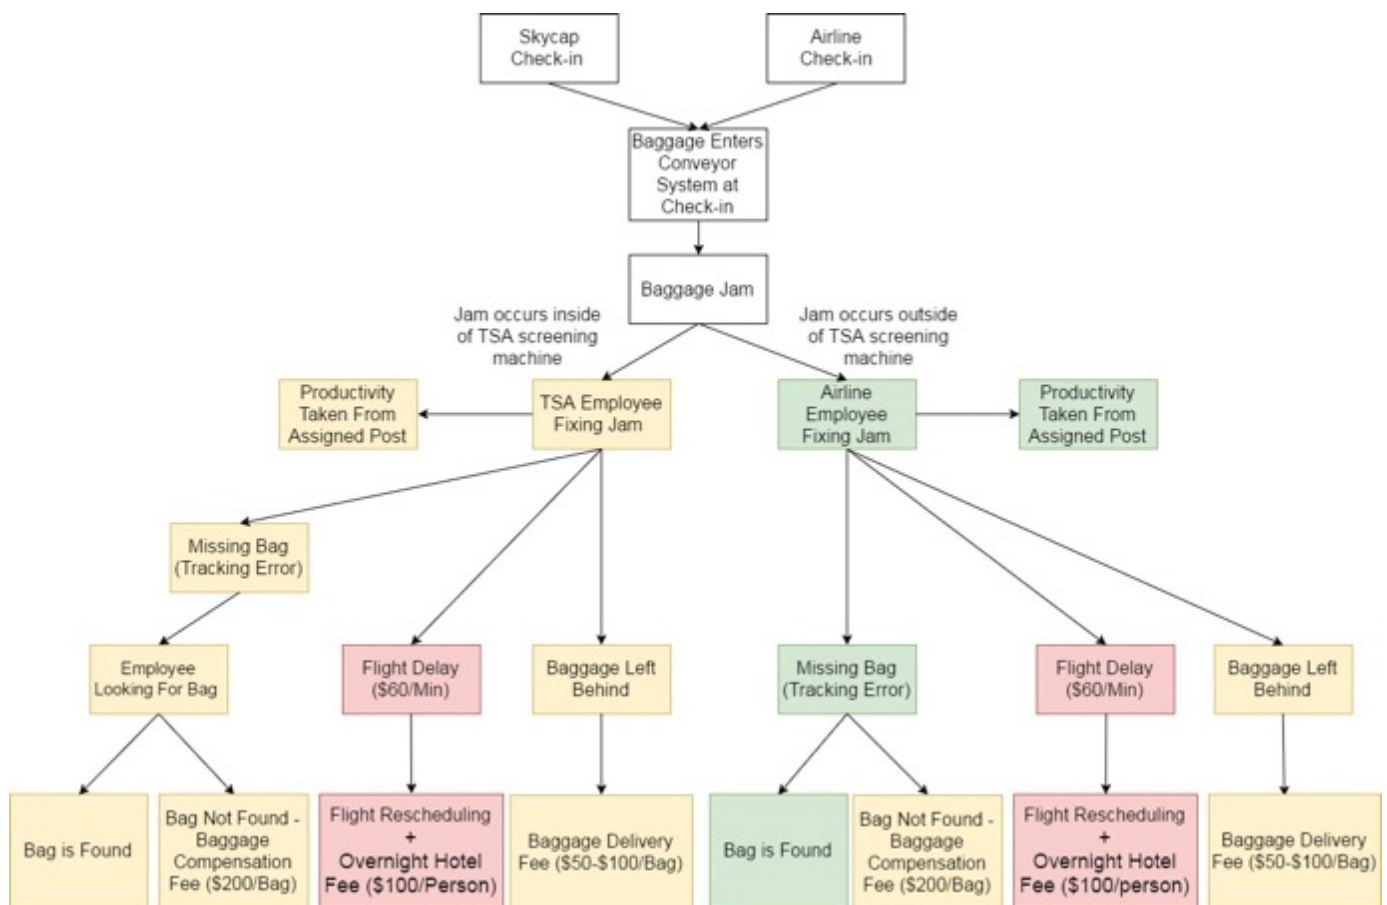 Skycap
Check-in
Airline
Check-in
Baggage Enters
Conveyor
System at
Check-in
Baggage Jam
Jam occurs inside
of TSA screening
machine
Jam occurs outside
of TSA screening
machine
Productivity
Taken From
Assigned Post
TSA Employee
Fixing Jam
Airline
Employee
Fixing Jam
Productivity
Taken From
Assigned Post
Missing Bag
(Tracking Error)
Employee
Looking For Bag
Flight Delay
($60/Min)
Baggage Left
Behind
Missing Bag
(Tracking Error)
Flight Delay
($60/Min)
Baggage Left
Behind
Bag is Found
Bag Not Found -
Baggage
Compensation
Fee ($200/Bag)
Flight Rescheduling
+
Overnight Hotel
Fee ($100/Person)
Baggage Delivery
Fee ($50-$100/Bag)
Bag is Found
Bag Not Found -
Baggage
Compensation
Fee ($200/Bag)
Flight Rescheduling
+
Overnight Hotel
Fee ($100/person)
Baggage Delivery
Fee ($50-$100/Bag)